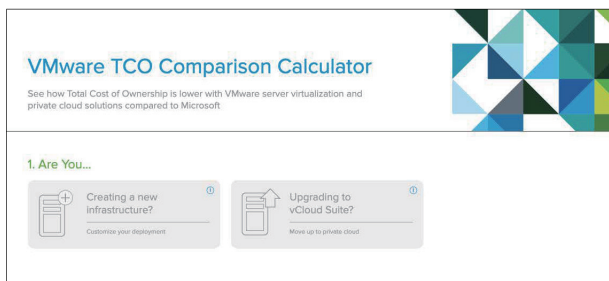 VMware TCO Comparison Calculator
See how Total Cost of Ownership is lower with VMware server virtualization and
private cloud solutions compared to Microsoft
1. Are You...
Creating a new
infrastructure?
Customize your deployment
Upgrading to
vCloud Suite?
Move up to private cloud